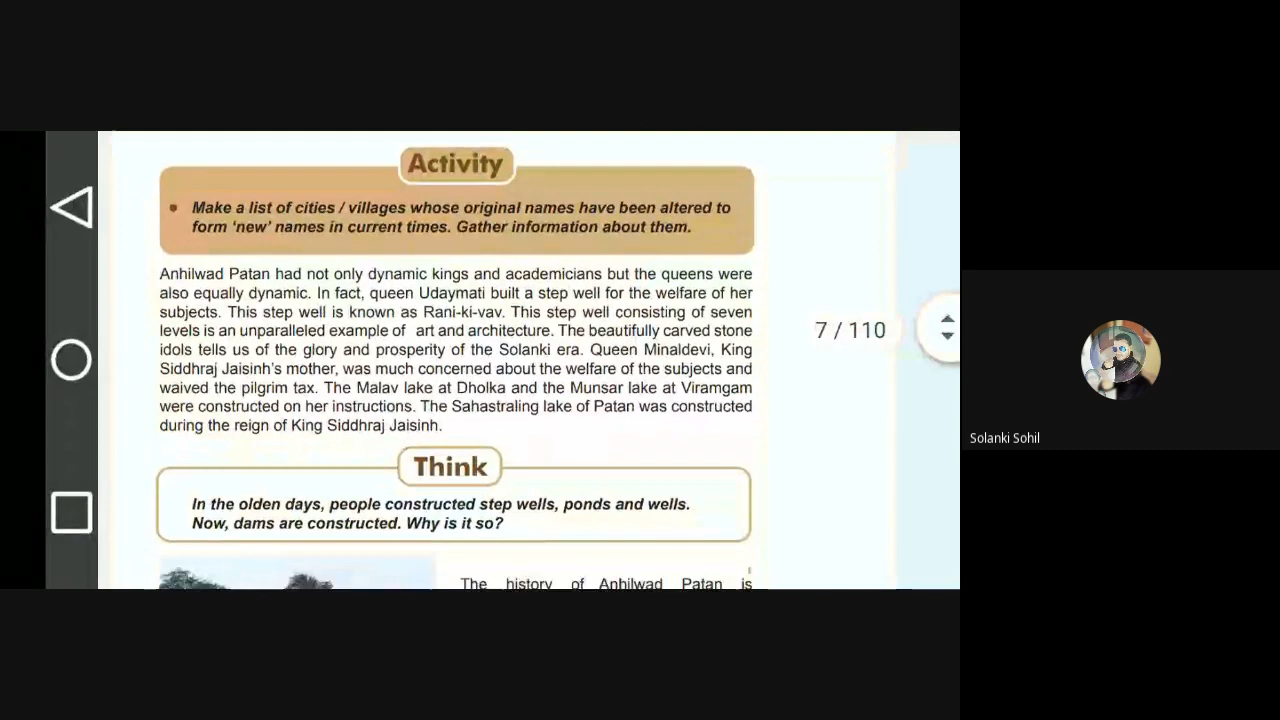 Activity
Make a list of cities / villages whose original names have been altered to
form ‘new’ names in current times. Gather information about them.
Anhilwad Patan had not only dynamic kings and academicians but the queens were
also equally dynamic. In fact, queen Udaymati built a step well for the welfare of her
subjects. This step well is known as Rani-ki-vav. This step well consisting of seven
levels is an unparalleled example of art and architecture. The beautifully carved stone
idols tells us of the glory and prosperity of the Solanki era. Queen Minaldevi, King
Siddhraj Jaisinh’s mother, was much concerned about the welfare of the subjects and
waived the pilgrim tax. The Malav lake at Dholka and the Munsar lake at Viramgam
were constructed on her instructions. The Sahastraling lake of Patan was constructed
during the reign of King Siddhraj Jaisinh.
Think
In the olden days, people constructed step wells, ponds and wells.
Now, dams are constructed. Why is it so?
The history of Anhilwad Patan is
7 / 110
Solanki Sohil